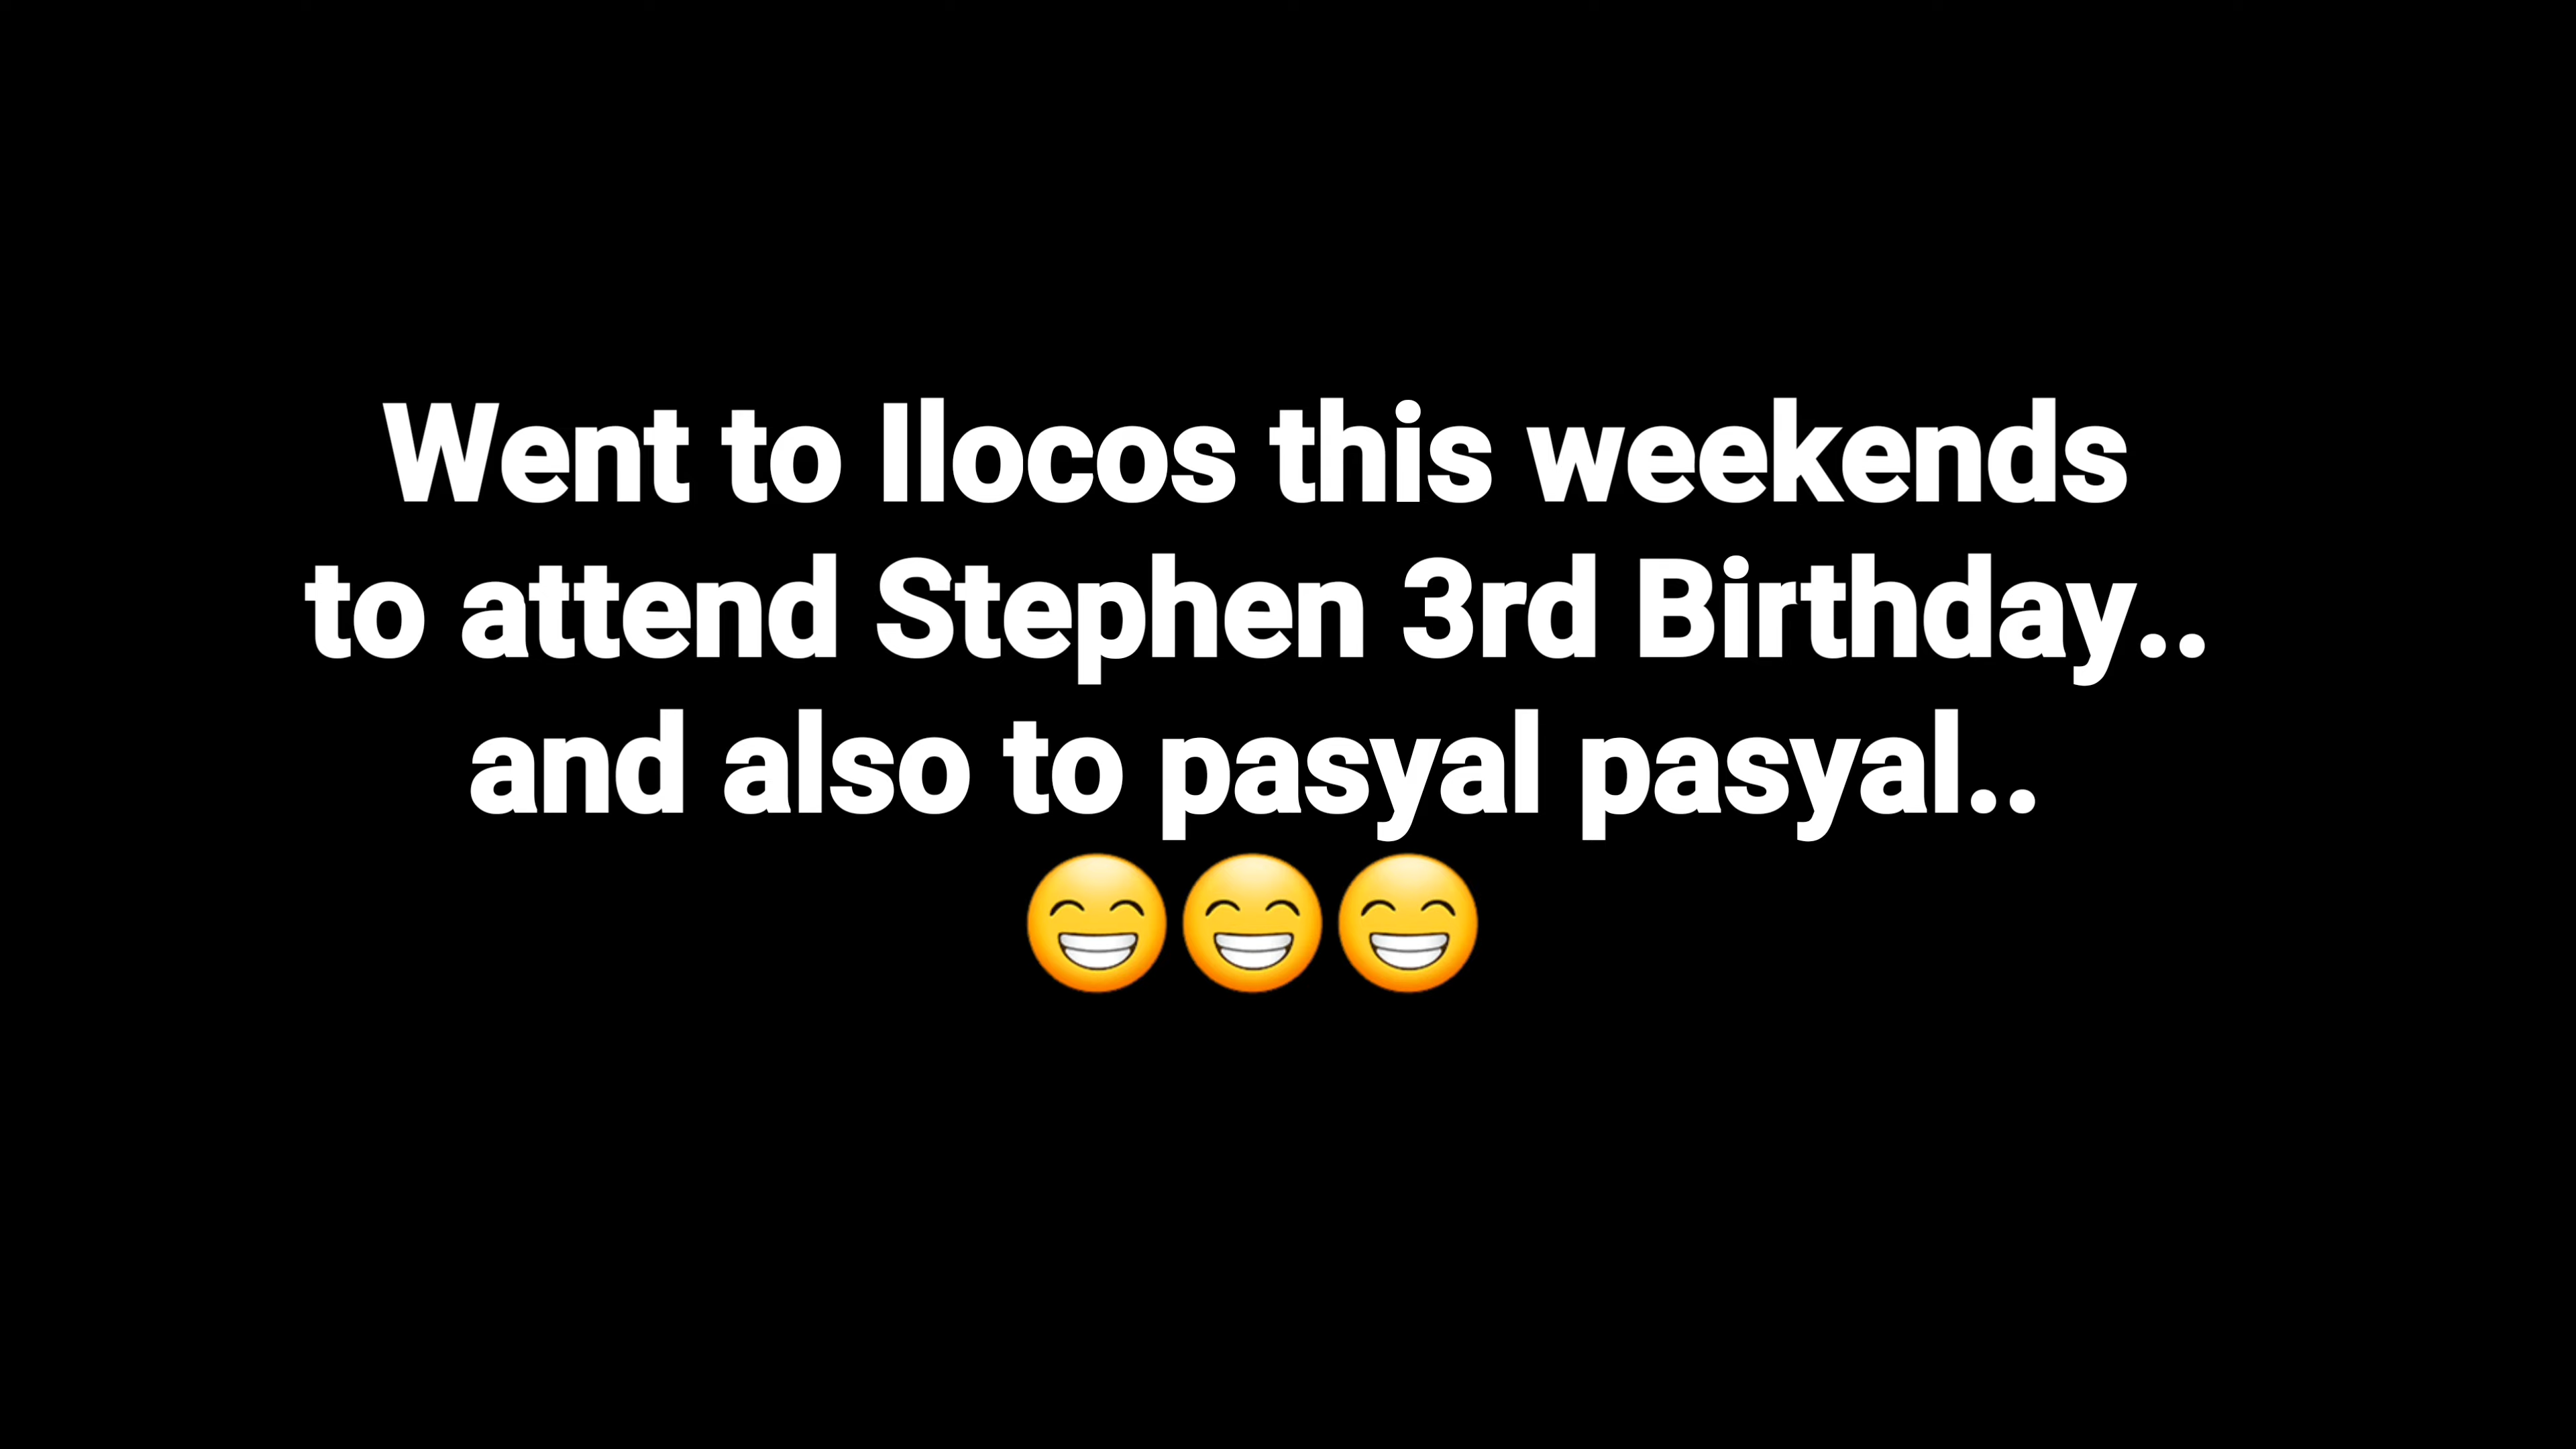 Went to Ilocos this weekends
to attend Stephen 3rd Birthday..
and also to pasyal pasyal..
😁😁😁